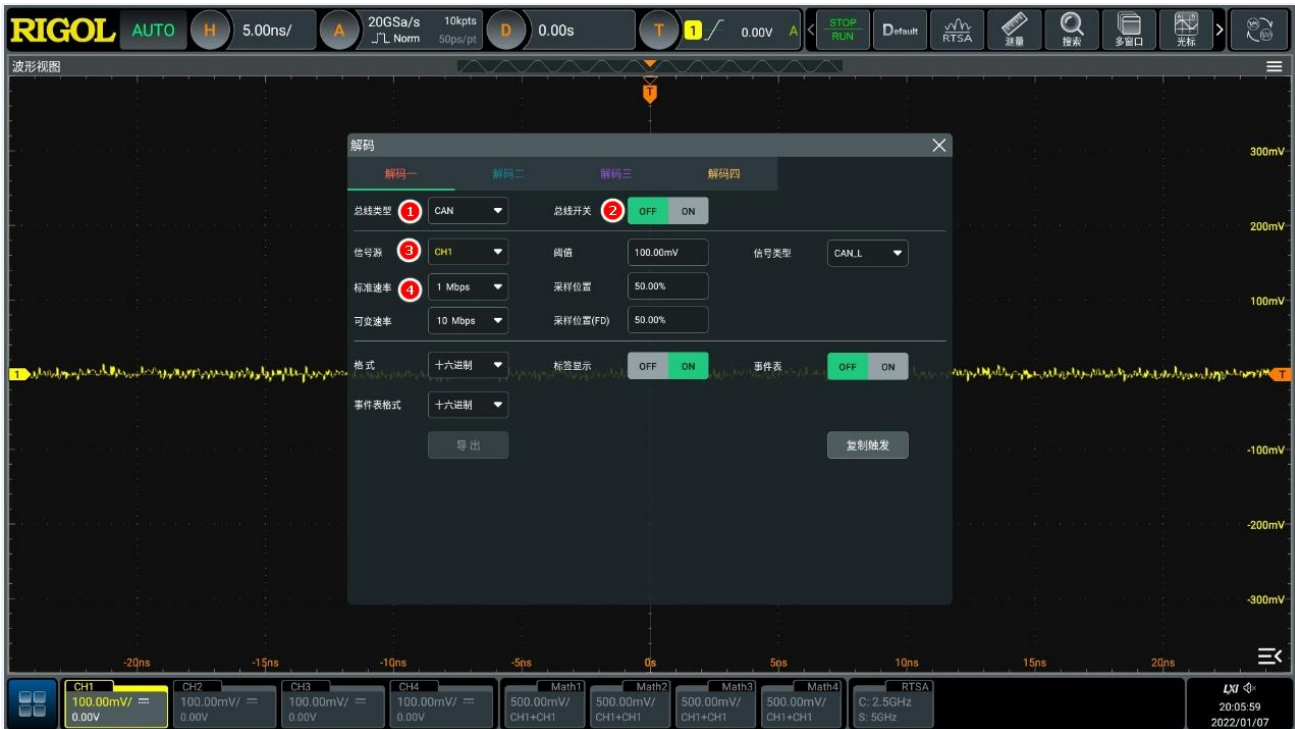 RIGOL AUTO H 5.00ns/ A 20GSa/s 10kpts D 0.00s T 1 0.00V A < STOP Default RTSA 测量 搜索 多窗口 光标 >
Norm 50ps/pt RUN
波形视图
T
解码
300mV
解码一 解码二 解码三 解码四
总线类型 1 CAN 总线开关 2 OFF ON
200mV
信号源 3 CH1 阈值 100.00mV 信号类型 CAN_L
标准速率 4 1 Mbps 采样位置 50.00%
100mV
可变速率 10 Mbps 采样位置(FD) 50.00%
格式 十六进制 标签显示 OFF ON 事件表 OFF ON
1 T
事件表格式 十六进制
导出 复制触发
-100mV
-200mV
-300mV
-20ns -15ns -10ns -5ns 0s 5ns 10ns 15ns 20ns
CH1 CH2 CH3 CH4 Math1 Math2 Math3 Math4 RTSA LXI
100.00mV/ 100.00mV/ 100.00mV/ 100.00mV/ 500.00mV/ 500.00mV/ 500.00mV/ 500.00mV/ C: 2.5GHz 20:05:59
0.00V 0.00V 0.00V 0.00V CH1+CH1 CH1+CH1 CH1+CH1 CH1+CH1 S: 5GHz 2022/01/07